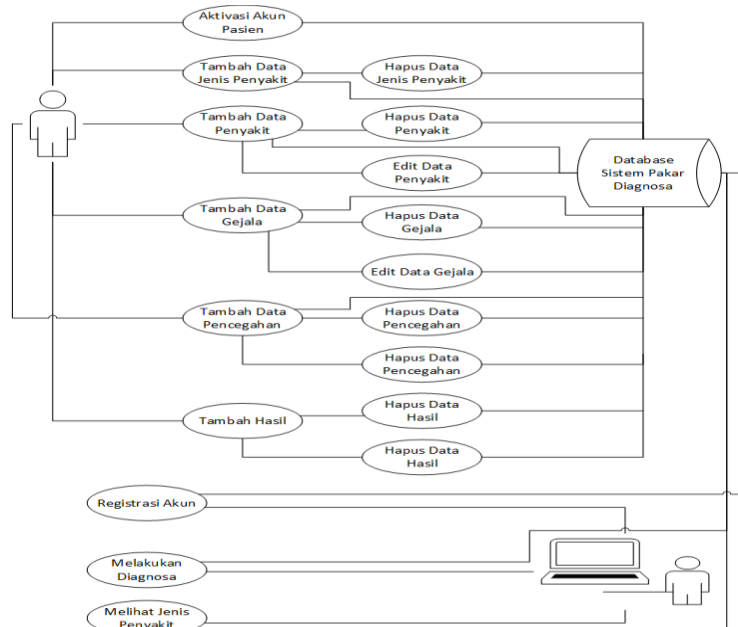 Aktivasi Akun
Pasien
Tambah Data
Jenis Penyakit
Hapus Data
Jenis Penyakit
Tambah Data
Penyakit
Hapus Data
Penyakit
Edit Data
Penyakit
Database
Sistem Pakar
Diagnosa
Tambah Data
Gejala
Hapus Data
Gejala
Edit Data Gejala
Tambah Data
Pencegahan
Hapus Data
Pencegahan
Hapus Data
Pencegahan
Tambah Hasil
Hapus Data
Hasil
Hapus Data
Hasil
Registrasi Akun
Melakukan
Diagnosa
Melihat Jenis
Penyakit